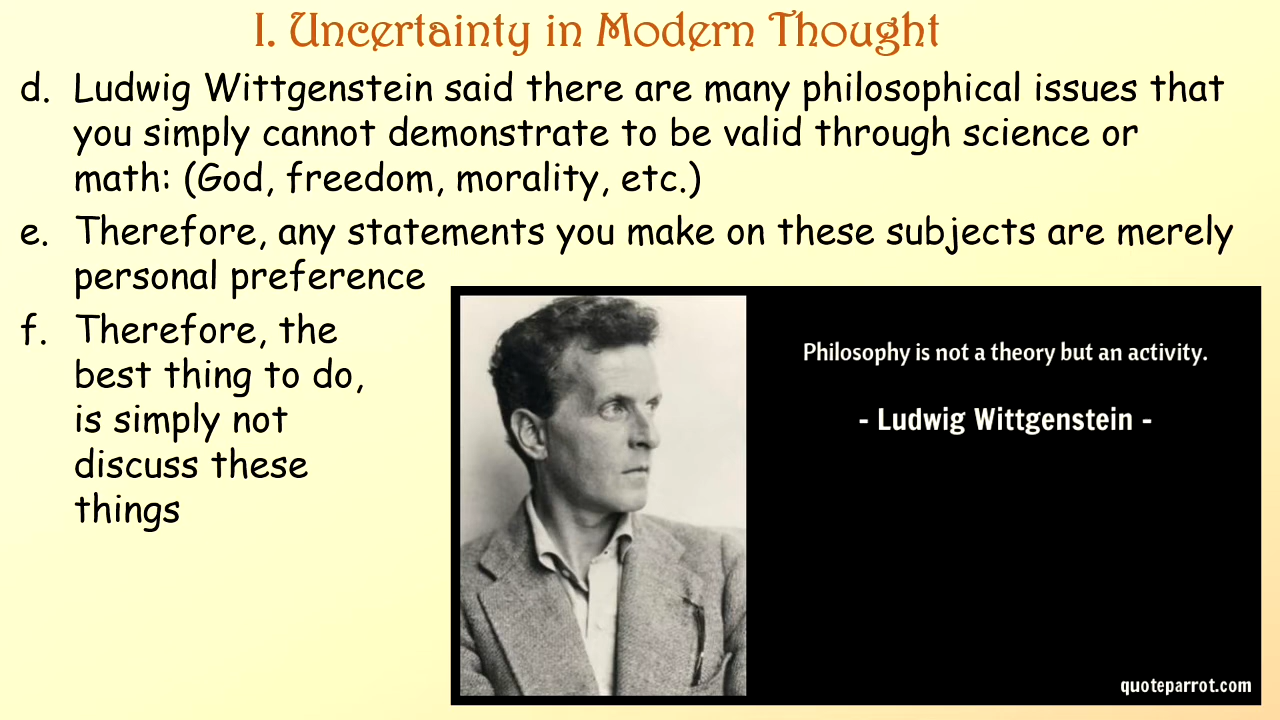 I. Uncertainty in Modern Thought
d. Ludwig Wittgenstein said there are many philosophical issues that
you simply cannot demonstrate to be valid through science or
math: (God, freedom, morality, etc.)
e. Therefore, any statements you make on these subjects are merely
personal preference
f. Therefore, the
best thing to do,
is simply not
discuss these
things
Philosophy is not a theory but an activity.
- Ludwig Wittgenstein -
quoteparrot.com